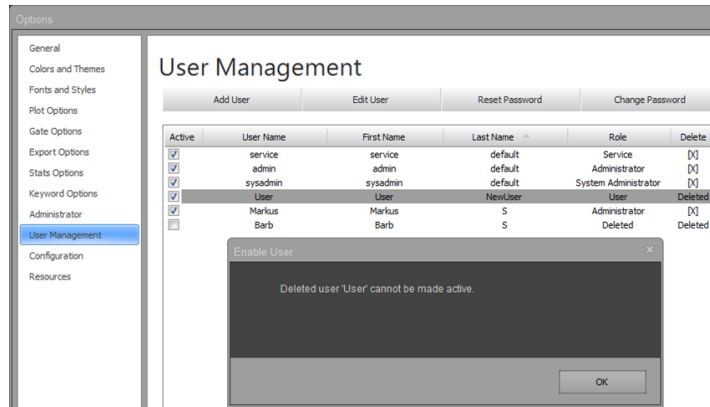 Options
General
Colors and Themes
Fonts and Styles
Plot Options
Gate Options
Export Options
Stats Options
Keyword Options
Administrator
User Management
Configuration
Resources
User Management
Add User Edit User Reset Password Change Password
Active User Name First Name Last Name Role Delete
service service default Service [X]
admin admin default Administrator [X]
sysadmin sysadmin default System Administrator [X]
User User NewUser User Deleted
Markus Markus S Administrator [X]
Barb Barb S Deleted Deleted
Enable User ×
Deleted user 'User' cannot be made active.
OK